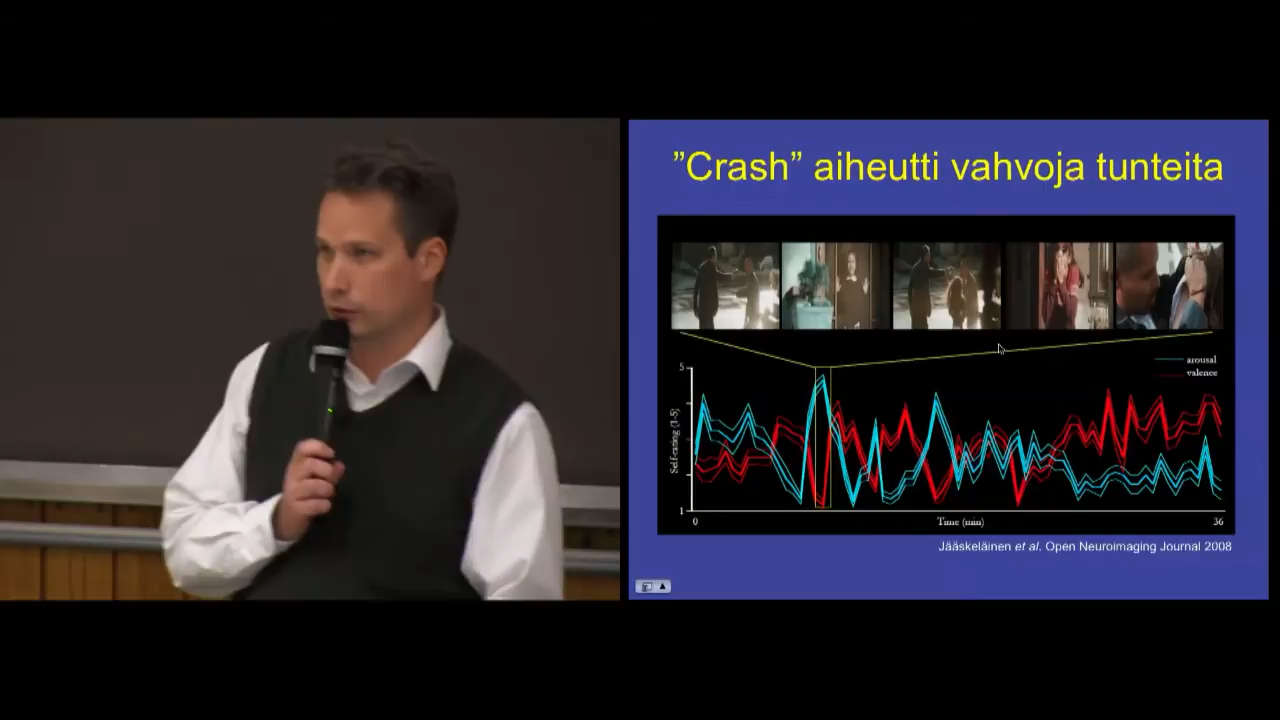 ”Crash” aiheutti vahvoja tunteita
arousal
valence
5
Self-rating (1-5)
1
0
Time (min)
36
Jääskeläinen et al. Open Neuroimaging Journal 2008